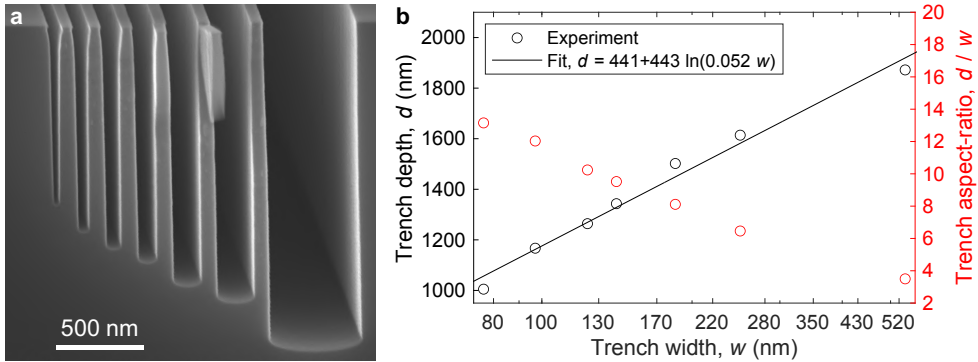 a
500 nm
b
Trench depth, d (nm)
2000
1800
1600
1400
1200
1000
Experiment
Fit, d = 441+443 ln(0.052 w)
80 100 130 170 220 280 350 430 520
Trench width, w (nm)
20
18
16
14
12
10
8
6
4
2
Trench aspect-ratio, d / w